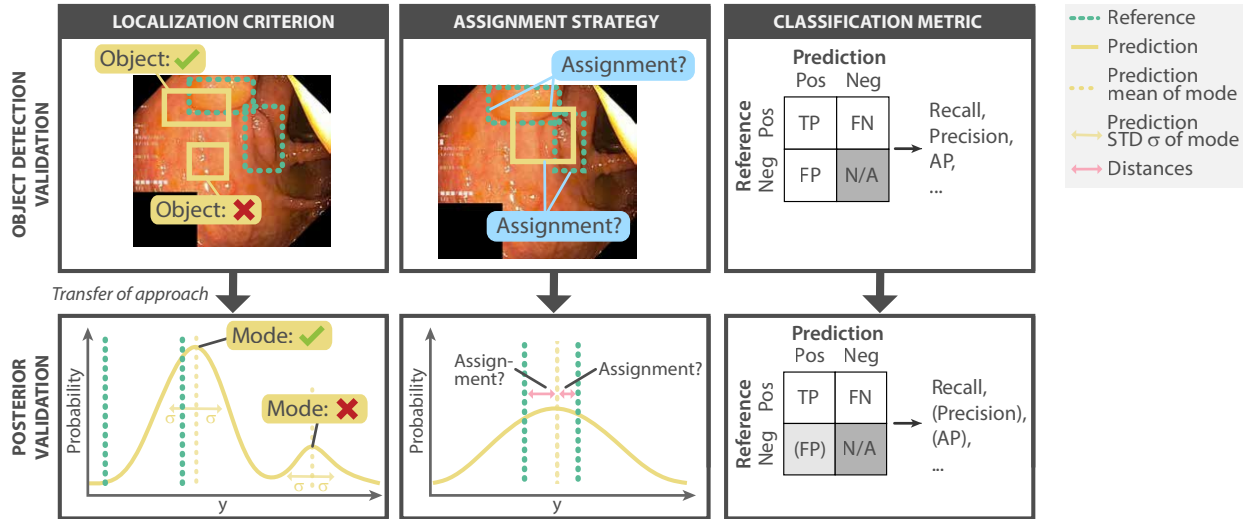 LOCALIZATION CRITERION
ASSIGNMENT STRATEGY
CLASSIFICATION METRIC
OBJECT DETECTION
VALIDATION
Object:
Object:
Assignment?
Assignment?
Prediction
Pos Neg
Reference
Pos
Neg
TP FN
FP N/A
Recall,
Precision,
AP,
...
Reference
Prediction
Prediction
mean of mode
Prediction
STD σ of mode
Distances
Transfer of approach
POSTERIOR
VALIDATION
Probability
Mode:
Mode:
σ σ
σ σ
y
Probability
Assign-
ment?
Assignment?
y
Prediction
Pos Neg
Reference
Pos
Neg
TP FN
(FP) N/A
Recall,
(Precision),
(AP),
...